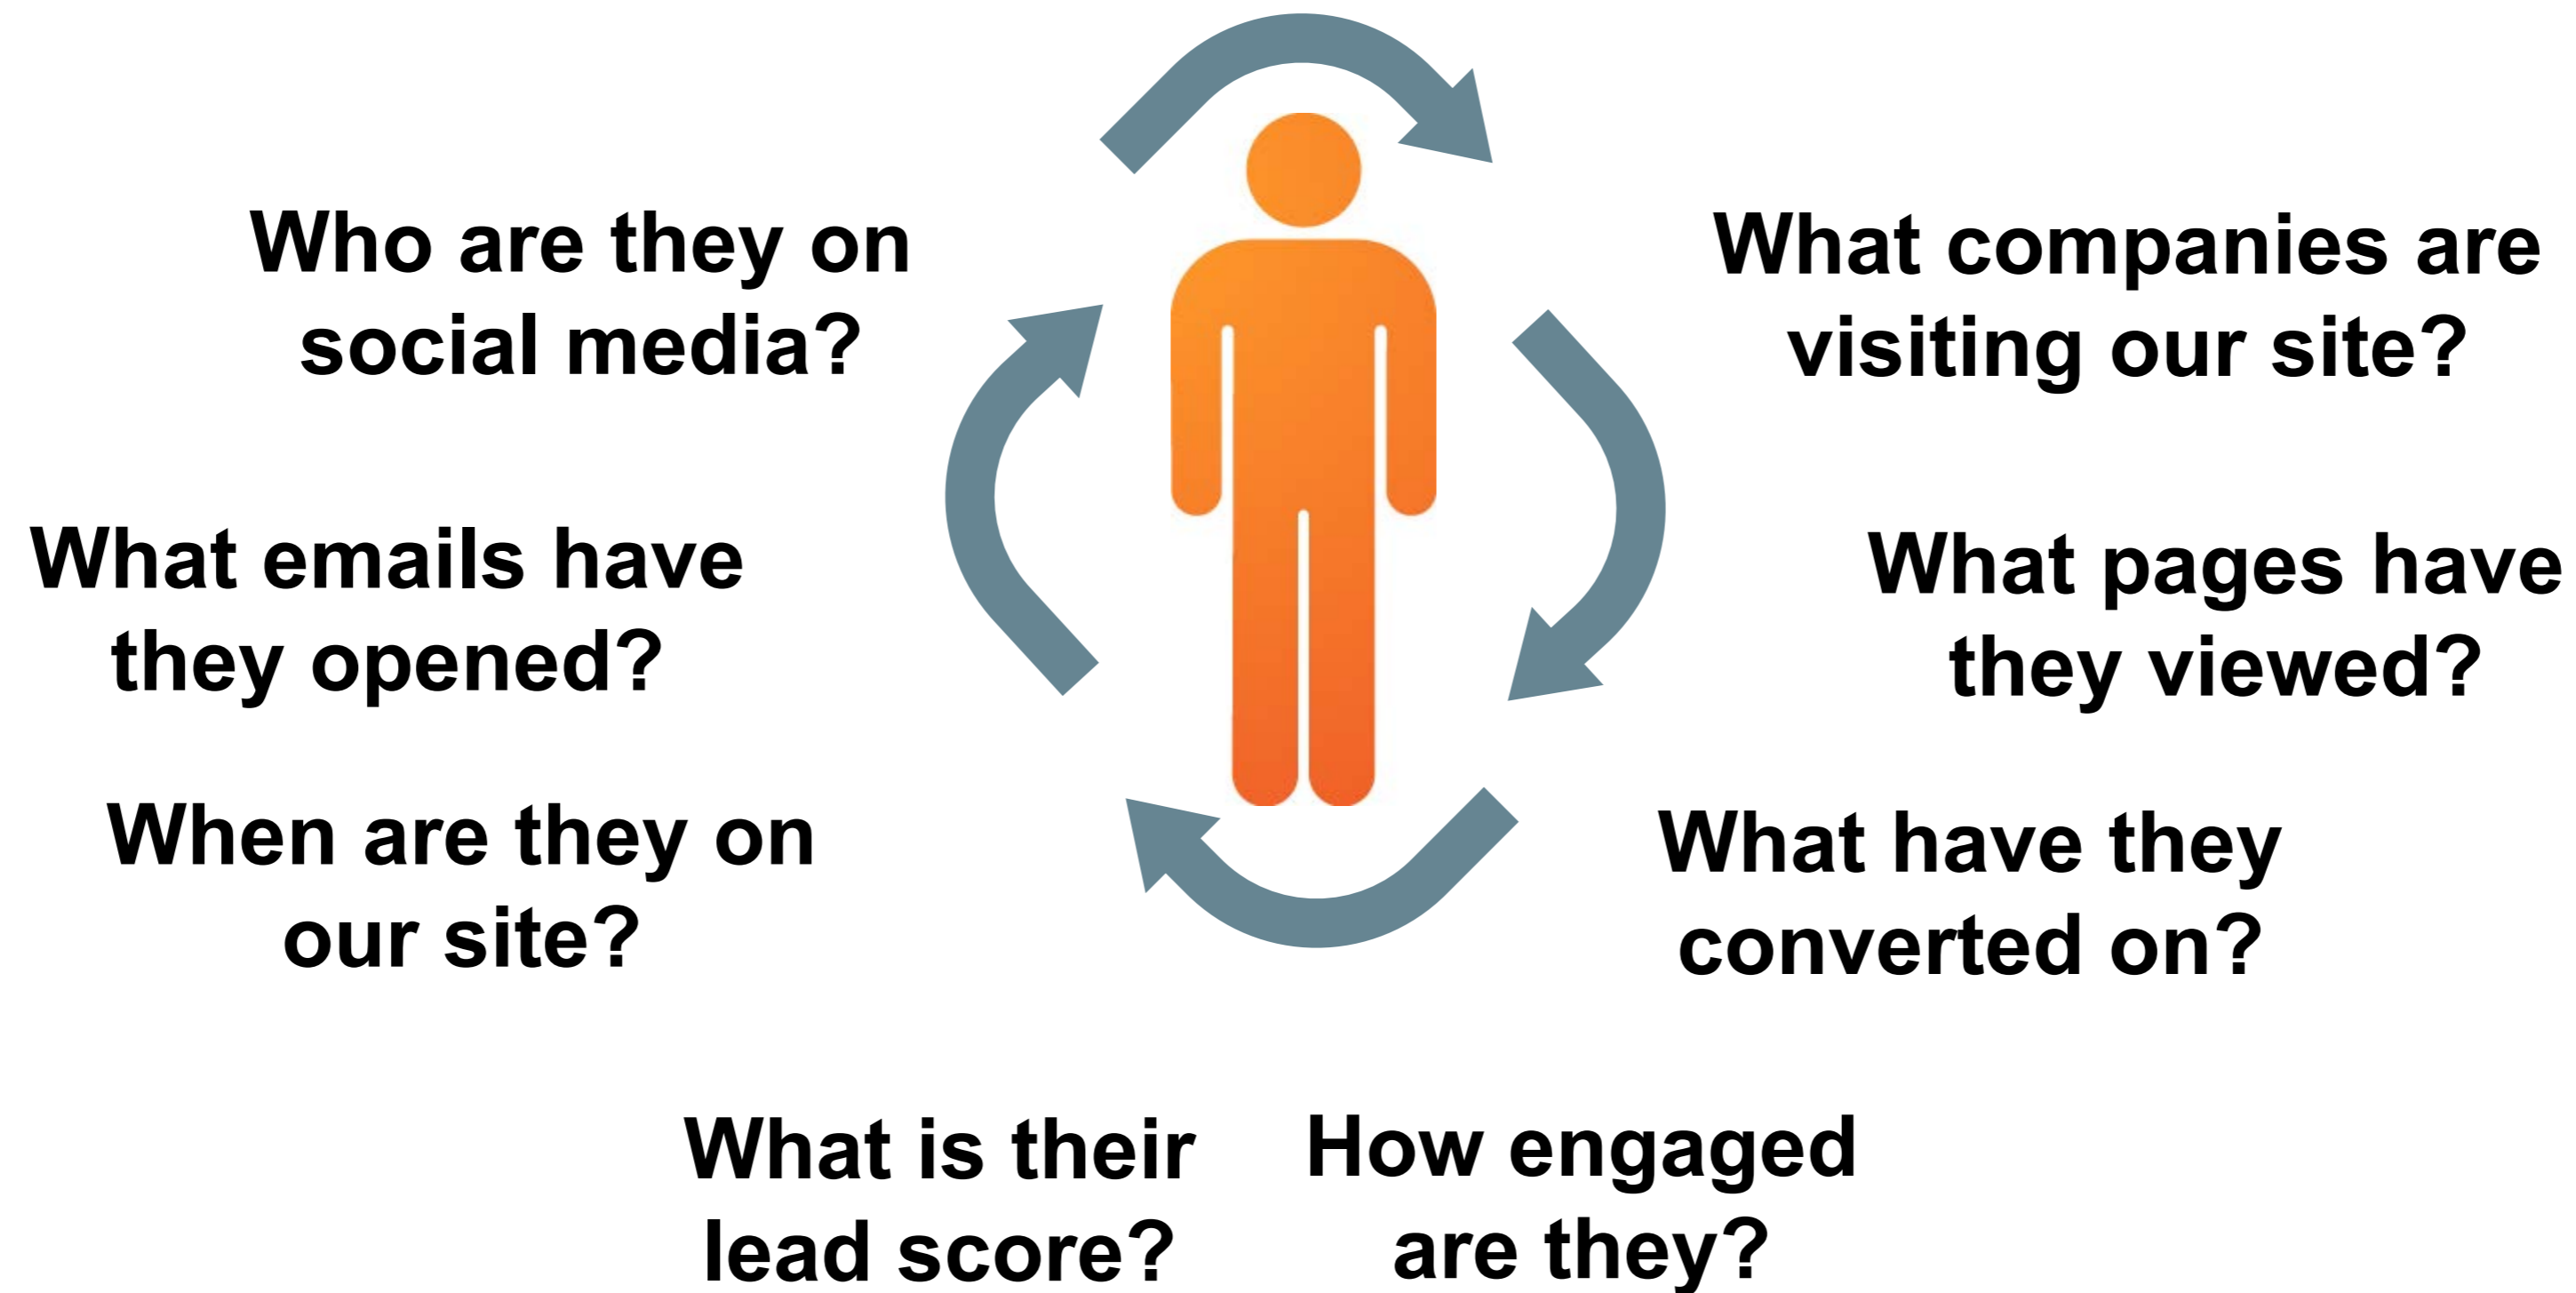 Who are they on
social media?
What companies are
visiting our site?
What emails have
they opened?
What pages have
they viewed?
When are they on
our site?
What have they
converted on?
What is their
lead score?
How engaged
are they?